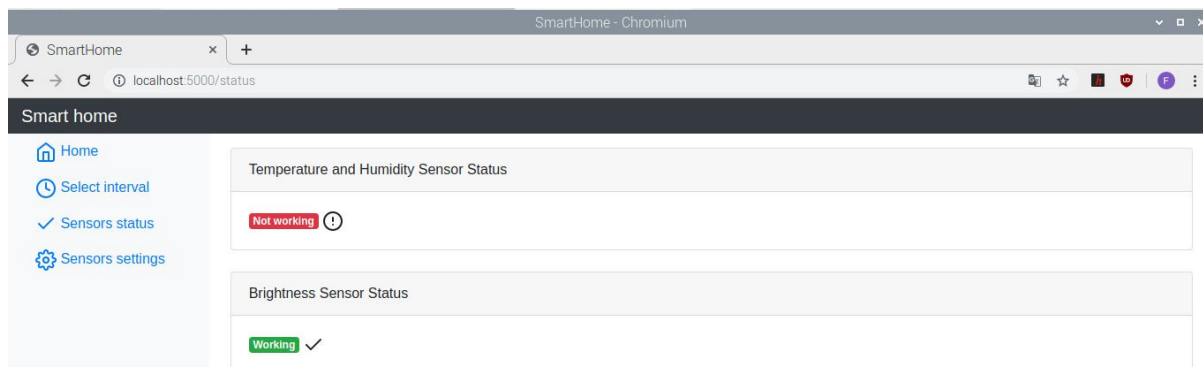 SmartHome - Chromium
SmartHome
localhost:5000/status
F
Smart home
Home
Select interval
Sensors status
Sensors settings
Temperature and Humidity Sensor Status
Not working
Brightness Sensor Status
Working